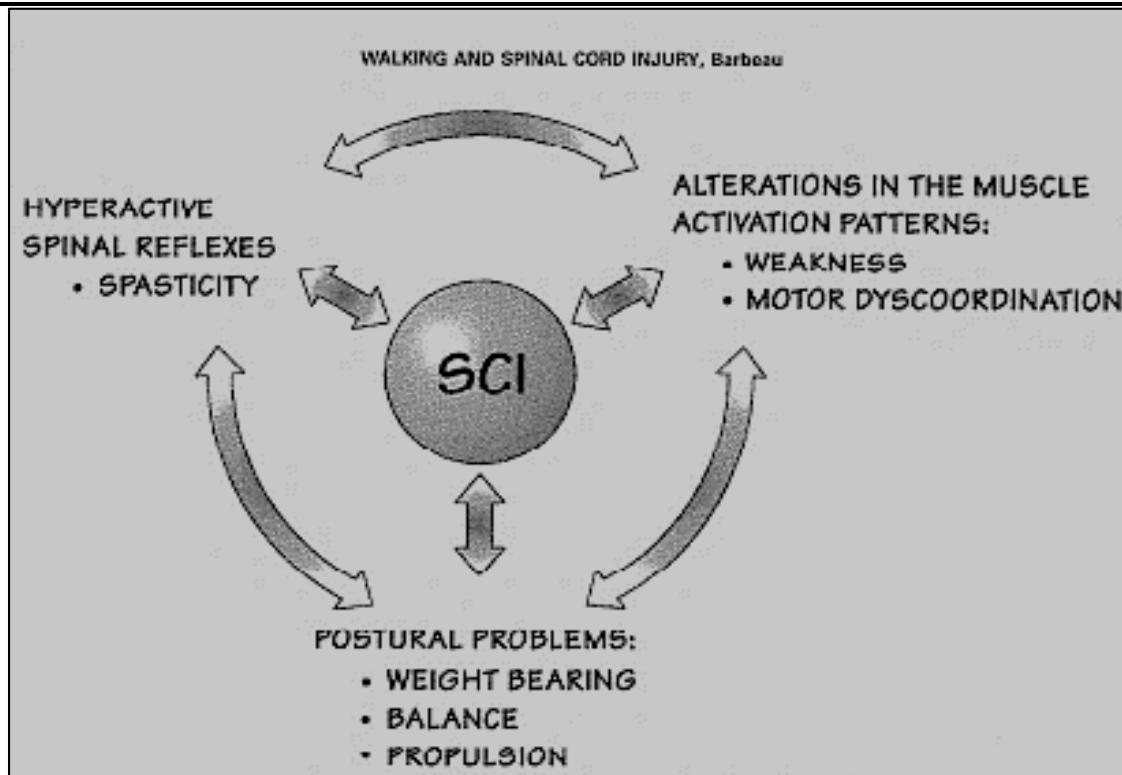 WALKING AND SPINAL CORD INJURY, Barbeau
HYPERACTIVE
SPINAL REFLEXES
• SPASTICITY
ALTERATIONS IN THE MUSCLE
ACTIVATION PATTERNS:
• WEAKNESS
• MOTOR DYSCOORDINATION
SCI
POSTURAL PROBLEMS:
• WEIGHT BEARING
• BALANCE
• PROPULSION